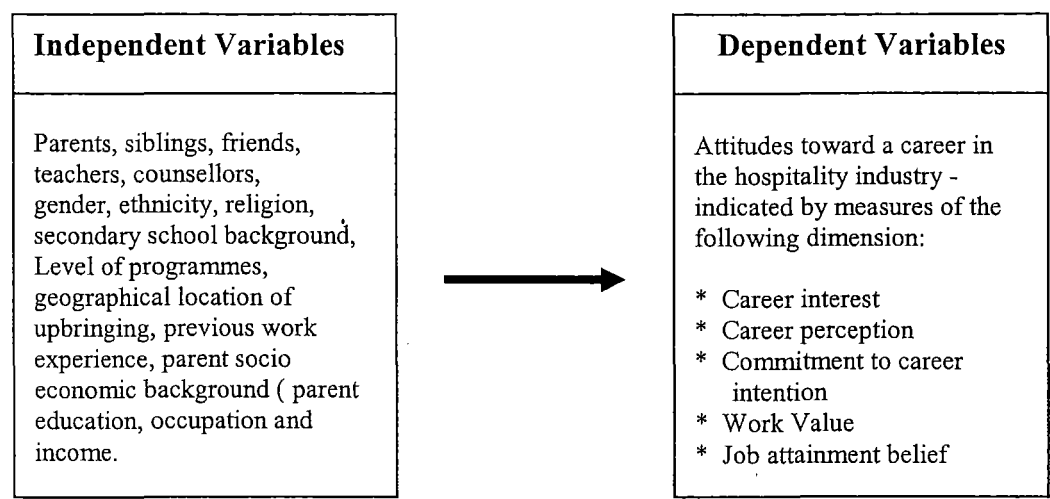 Independent Variables
Parents, siblings, friends,
teachers, counsellors,
gender, ethnicity, religion,
secondary school background,
Level of programmes,
geographical location of
upbringing, previous work
experience, parent socio
economic background ( parent
education, occupation and
income.
Dependent Variables
Attitudes toward a career in
the hospitality industry -
indicated by measures of the
following dimension:
* Career interest
* Career perception
* Commitment to career
intention
* Work Value
* Job attainment belief